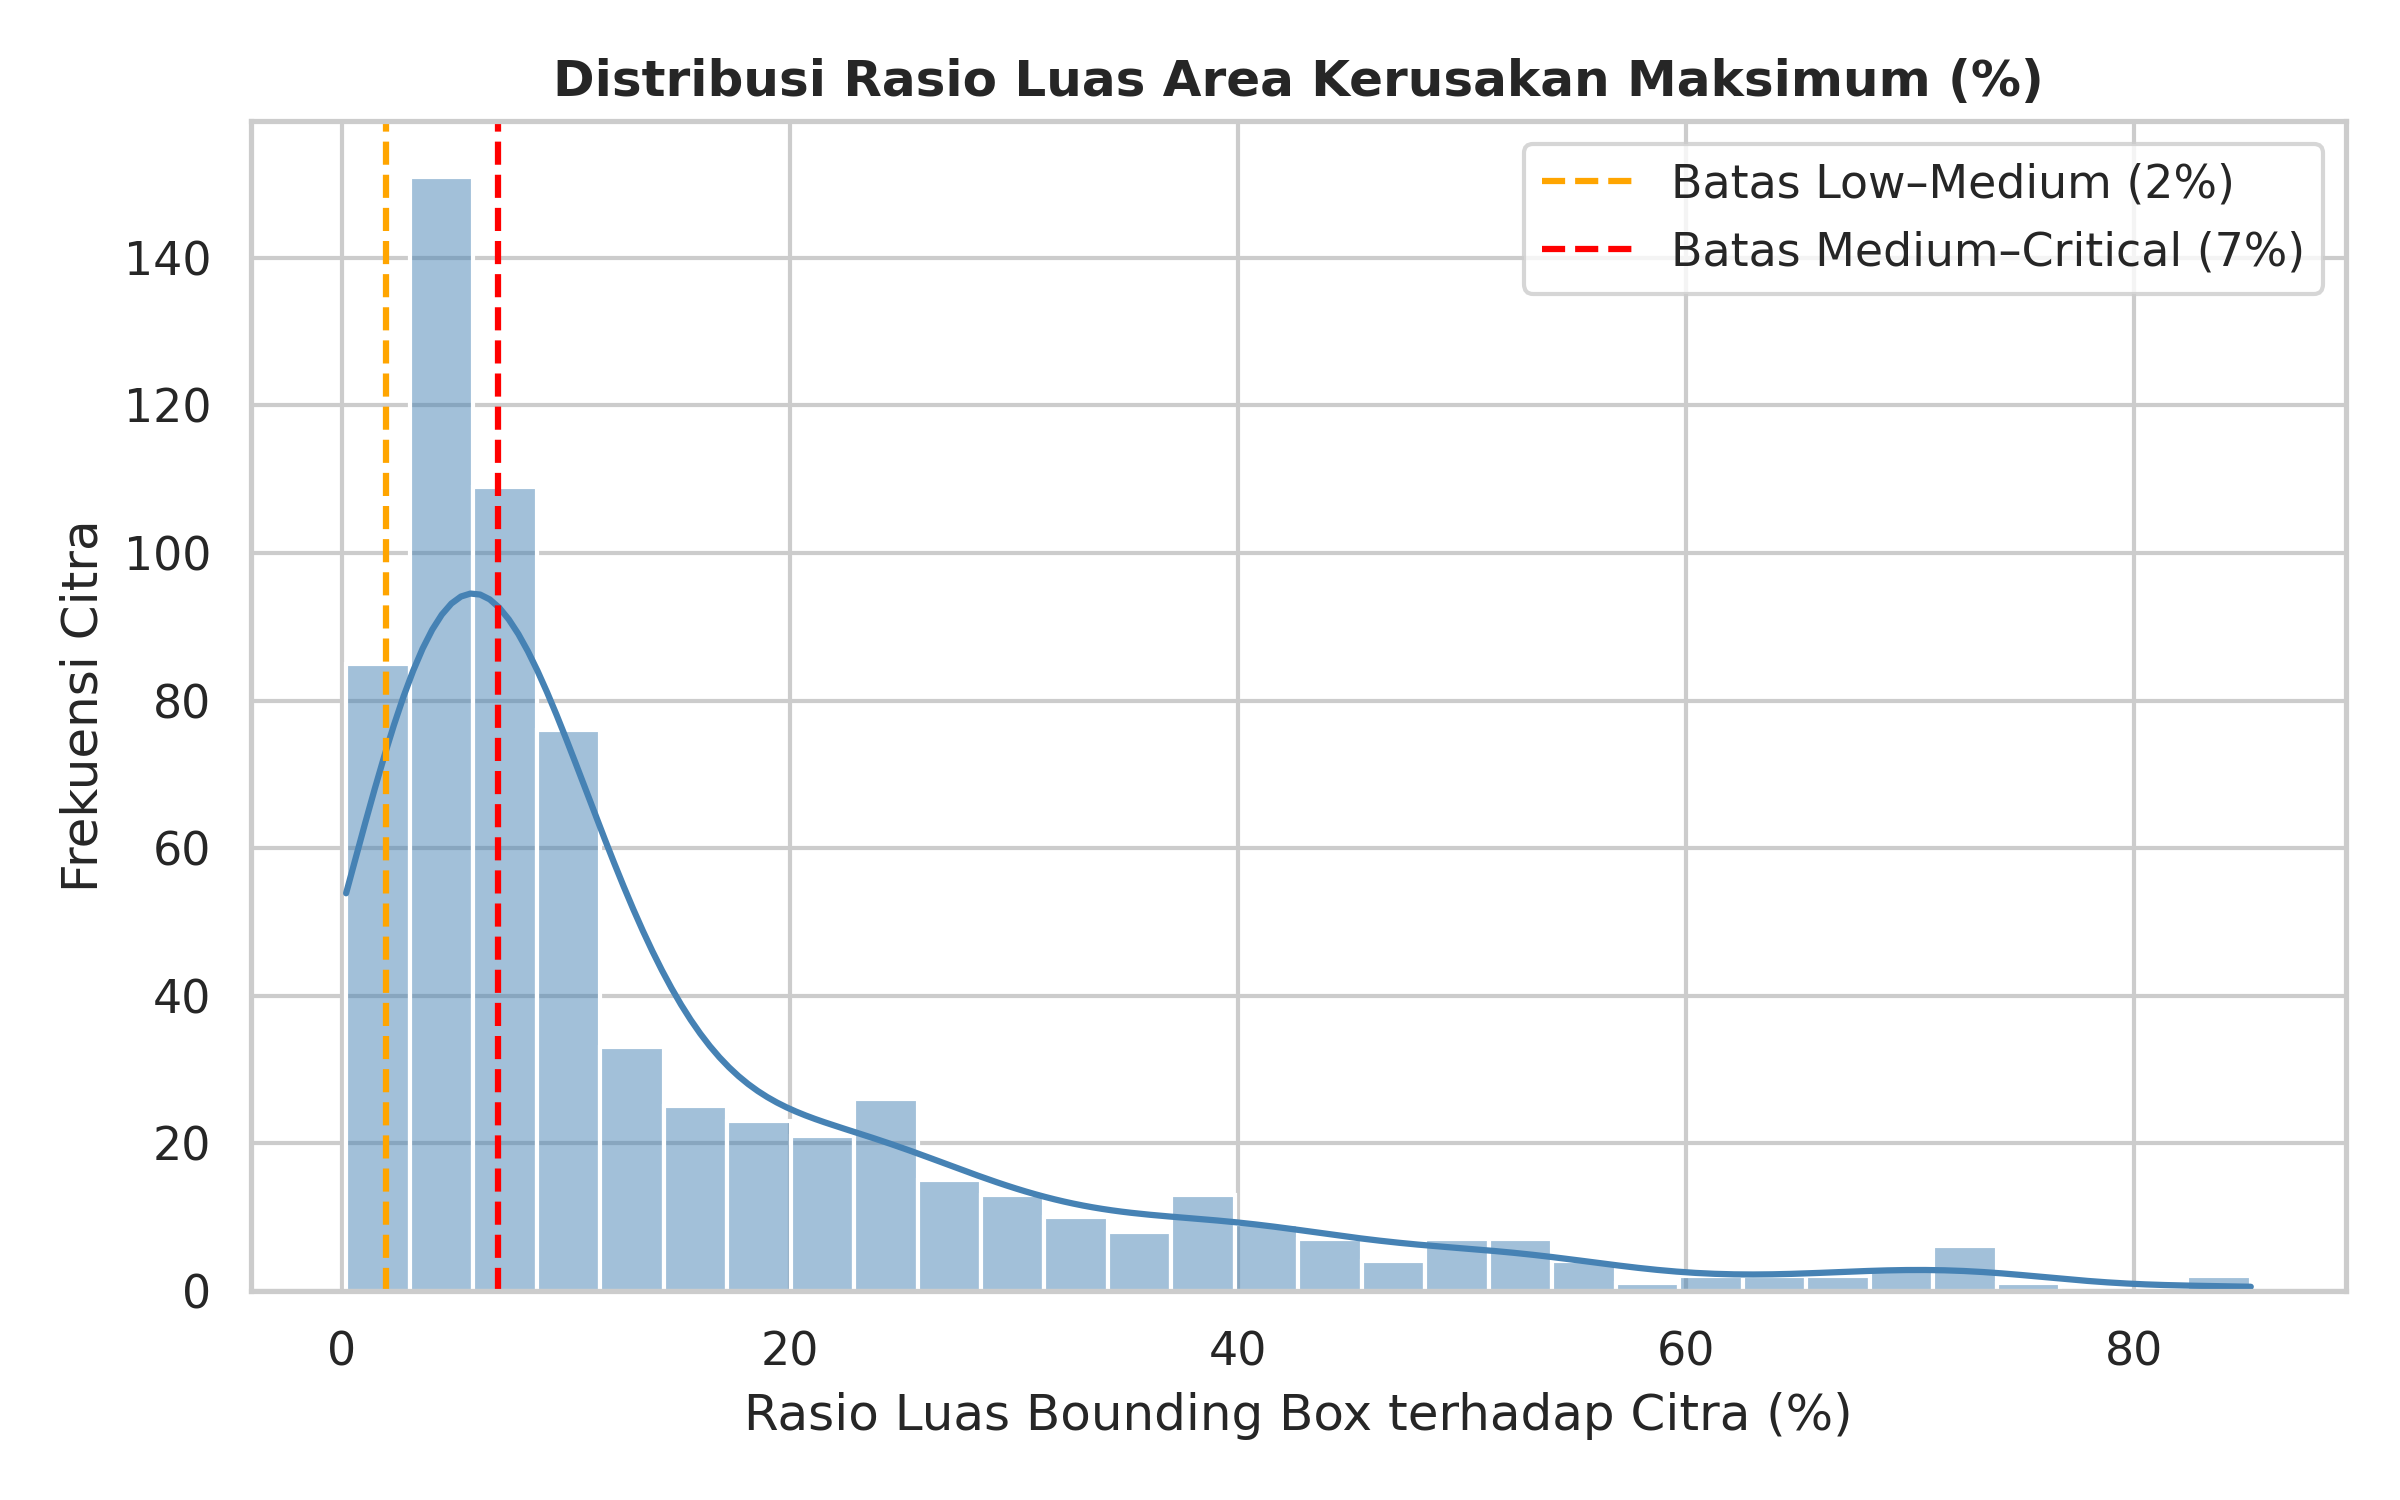 Distribusi Rasio Luas Area Kerusakan Maksimum (%)
Batas Low–Medium (2%)
Batas Medium–Critical (7%)
Frekuensi Citra
140
120
100
80
60
40
20
0
0 20 40 60 80
Rasio Luas Bounding Box terhadap Citra (%)